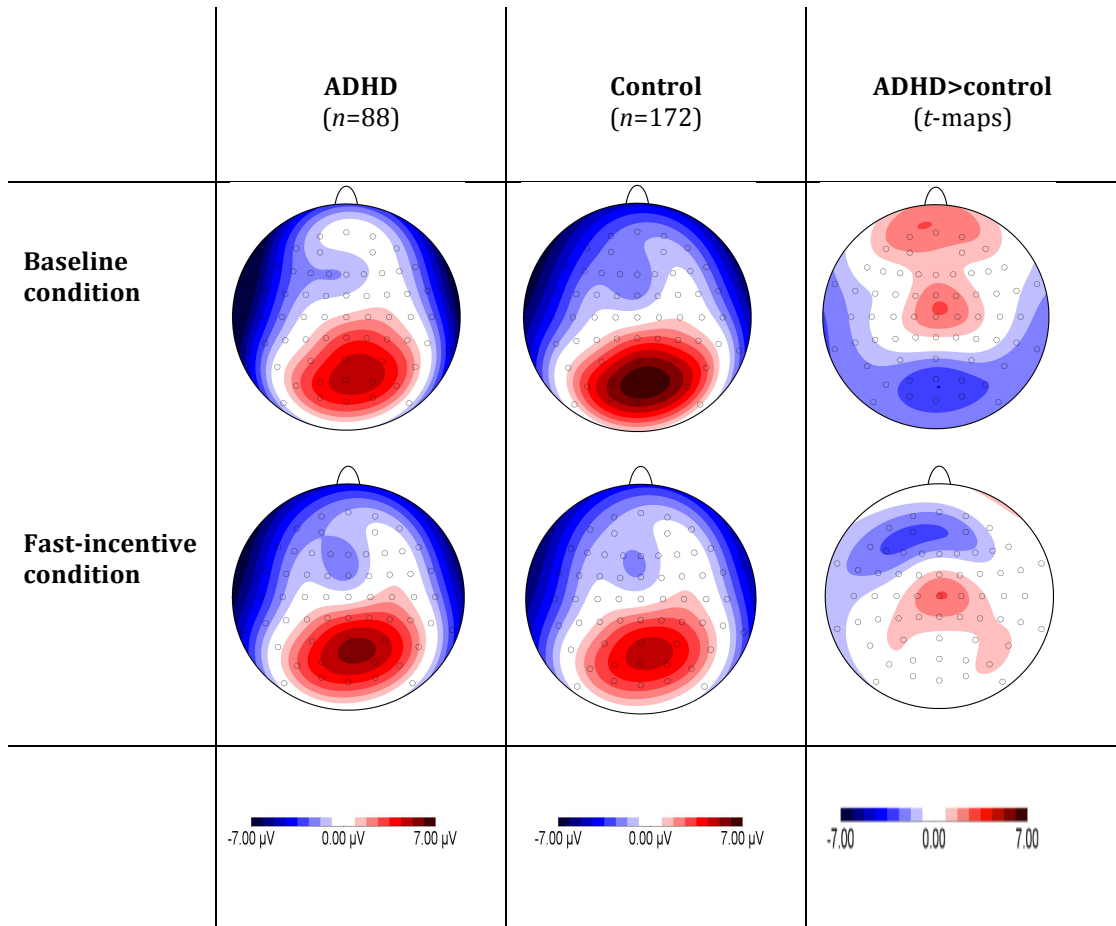 ADHD
(n=88)
Control
(n=172)
ADHD>control
(t-maps)
Baseline
condition
Fast-incentive
condition
-7.00 µV 0.00 µV 7.00 µV
-7.00 µV 0.00 µV 7.00 µV
-7.00 0.00 7.00